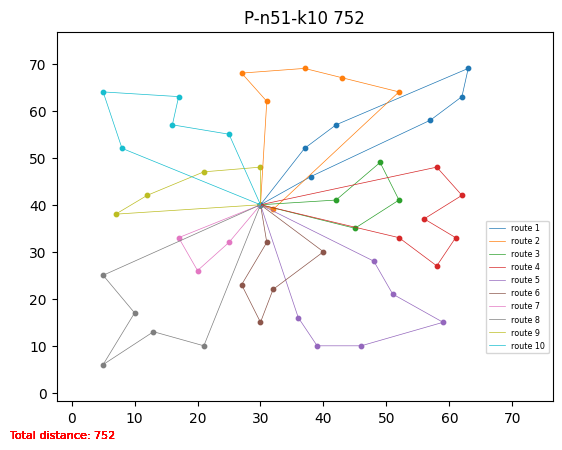 P-n51-k10 752
70
60
50
40
30
20
10
0
0 10 20 30 40 50 60 70
route 1
route 2
route 3
route 4
route 5
route 6
route 7
route 8
route 9
route 10
Total distance: 752